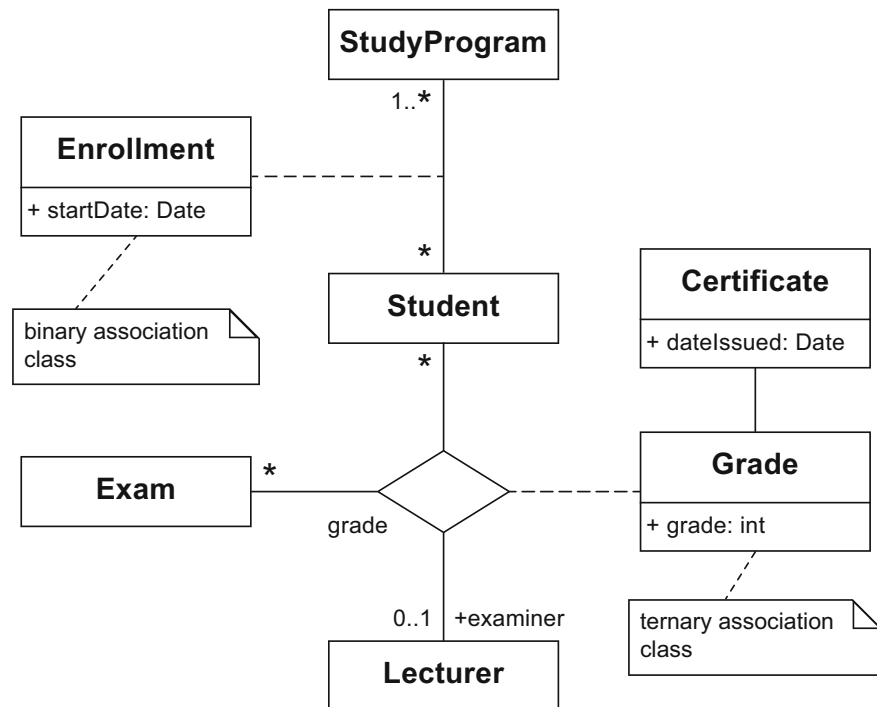 StudyProgram
1..*
Enrollment
+ startDate: Date
*
binary association
class
Student
*
Certificate
+ dateIssued: Date
Exam
*
grade
Grade
+ grade: int
0..1 +examiner
ternary association
class
Lecturer